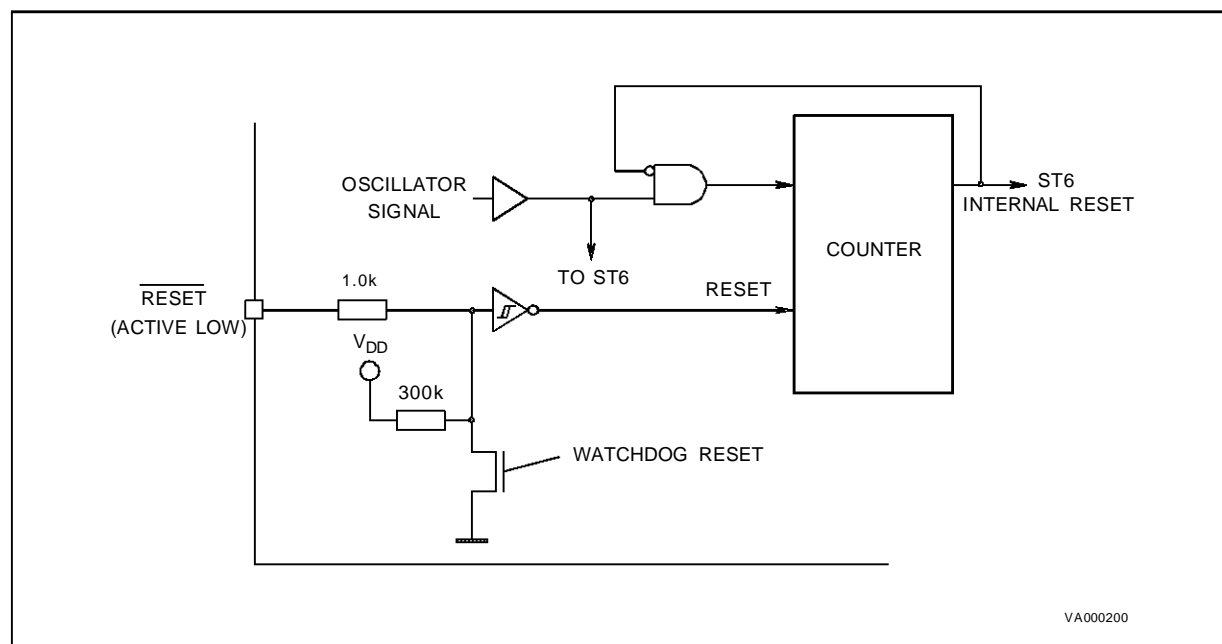 OSCILLATOR
SIGNAL
TO ST6
ST6
INTERNAL RESET
COUNTER
RESET
(ACTIVE LOW)
1.0k
RESET
VDD
300k
WATCHDOG RESET
VA000200